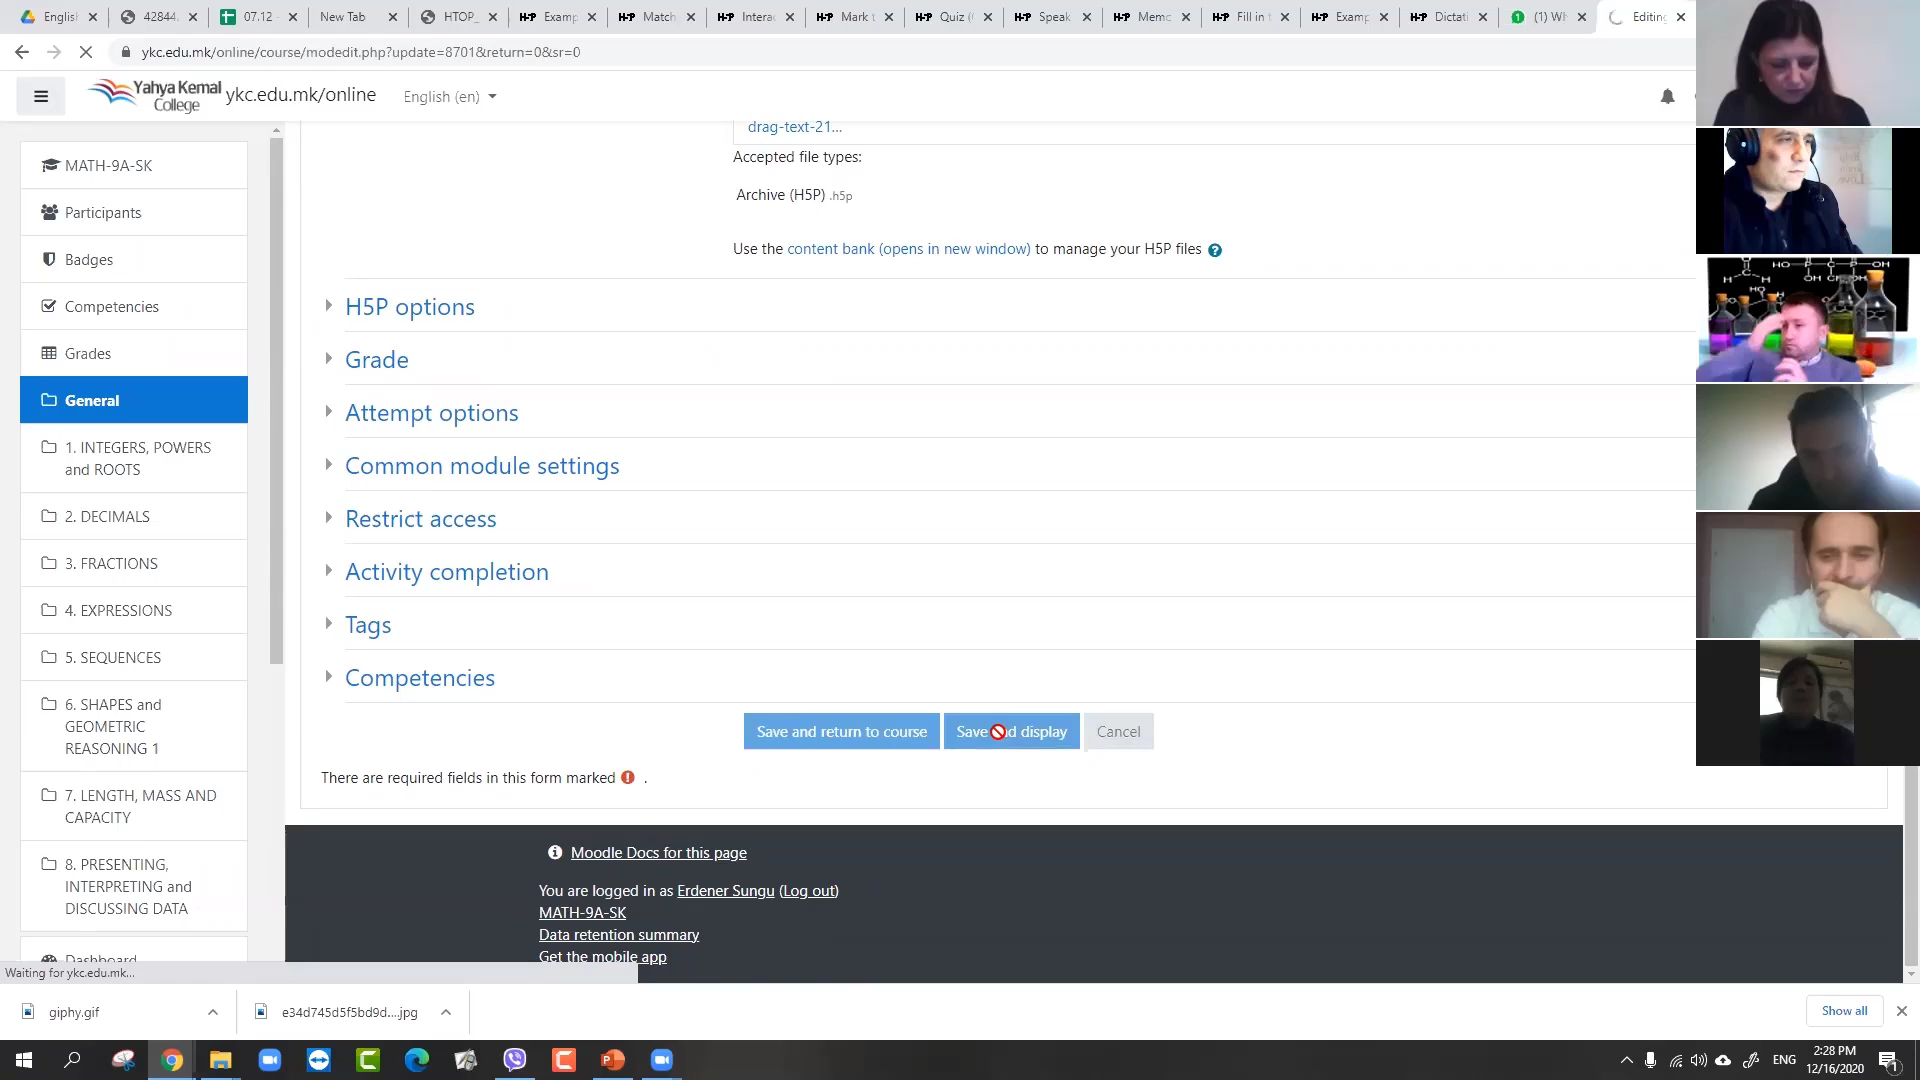 Englis
42844
07.12 -
New Tab
HTOP_
H-P Examp
H-P Match
H-P Intera
H-P Mark t
H-P Quiz (
H-P Speak
H-P Memo
H-P Fill in t
H-P Examp
H-P Dictati
(1) Wh
Editing
ykc.edu.mk/online/course/modedit.php?update=8701&return=0&sr=0
Yahya Kemal
College
ykc.edu.mk/online
English (en)
MATH-9A-SK
Participants
Badges
Competencies
Grades
General
1. INTEGERS, POWERS
and ROOTS
2. DECIMALS
3. FRACTIONS
4. EXPRESSIONS
5. SEQUENCES
6. SHAPES and
GEOMETRIC
REASONING 1
7. LENGTH, MASS AND
CAPACITY
8. PRESENTING,
INTERPRETING and
DISCUSSING DATA
Dashboard
drag-text-21...
Accepted file types:
Archive (H5P) .h5p
Use the content bank (opens in new window) to manage your H5P files
H5P options
Grade
Attempt options
Common module settings
Restrict access
Activity completion
Tags
Competencies
Save and return to course
Save and display
Cancel
There are required fields in this form marked .
Moodle Docs for this page
You are logged in as Erdener Sungu (Log out)
MATH-9A-SK
Data retention summary
Get the mobile app
Waiting for ykc.edu.mk...
giphy.gif
e34d745d5f5bd9d....jpg
Show all
ENG
2:28 PM
12/16/2020
1